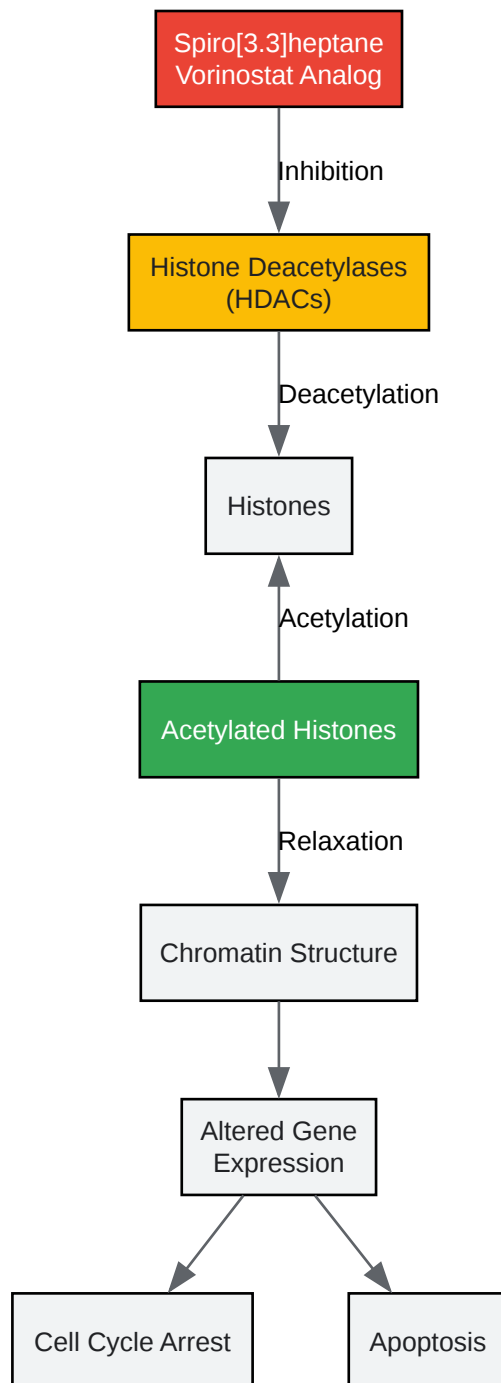 Spiro[3.3]heptane
Vorinostat Analog
Inhibition
Histone Deacetylases
(HDACs)
Deacetylation
Histones
Acetylation
Acetylated Histones
Relaxation
Chromatin Structure
Altered Gene
Expression
Cell Cycle Arrest
Apoptosis